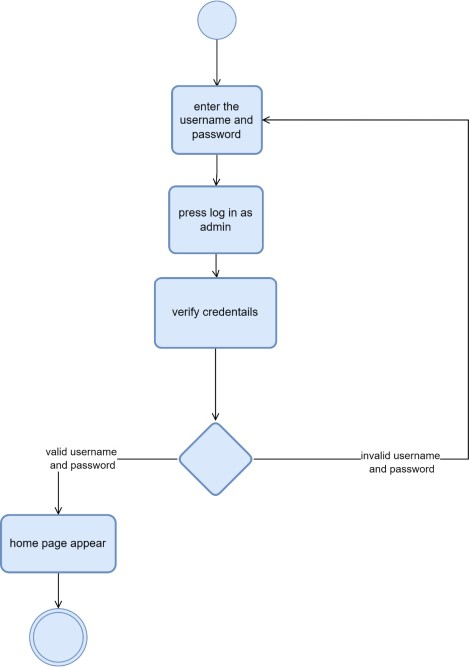 enter the
username and
password
press log in as
admin
verify credentails
valid username
and password
invalid username
and password
home page appear